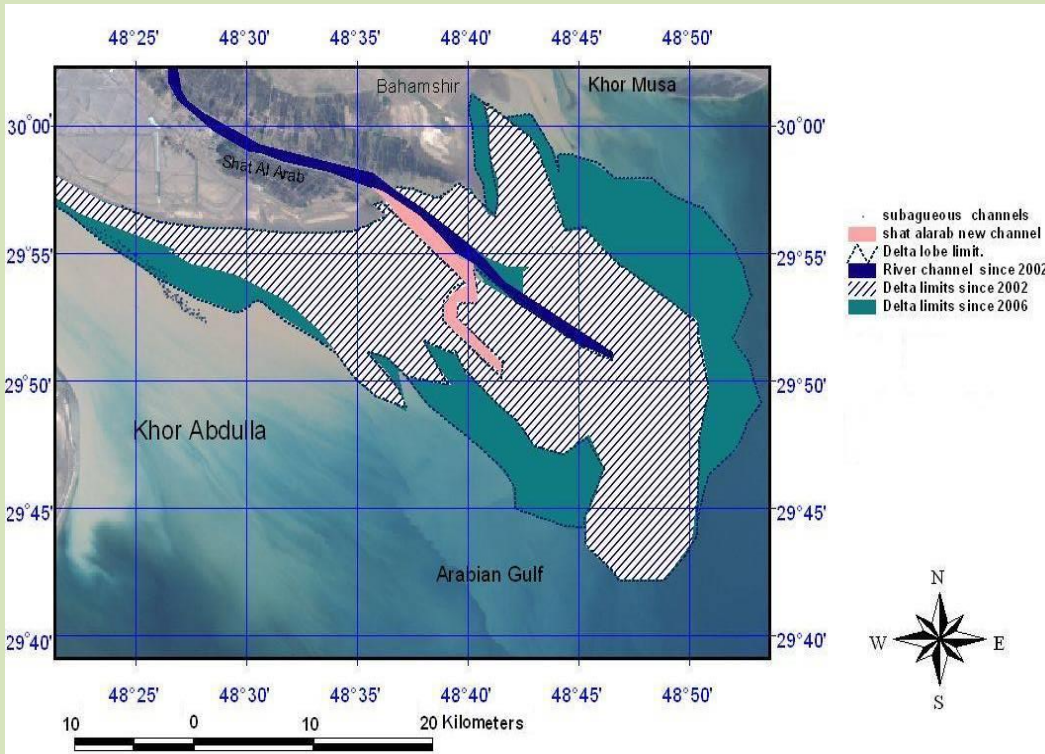 48°25' 48°30' 48°35' 48°40' 48°45' 48°50'
Bahamshir Khor Musa
30°00' 30°00'
Shat Al Arab
29°55' 29°55'
29°50' 29°50'
Khor Abdulla
29°45' 29°45'
Arabian Gulf
29°40' 29°40'
48°25' 48°30' 48°35' 48°40' 48°45' 48°50'
10 0 10 20 Kilometers
subaqueous channels
shat alarab new channel
Delta lobe limit.
River channel since 2002
Delta limits since 2002
Delta limits since 2006
N
W E
S